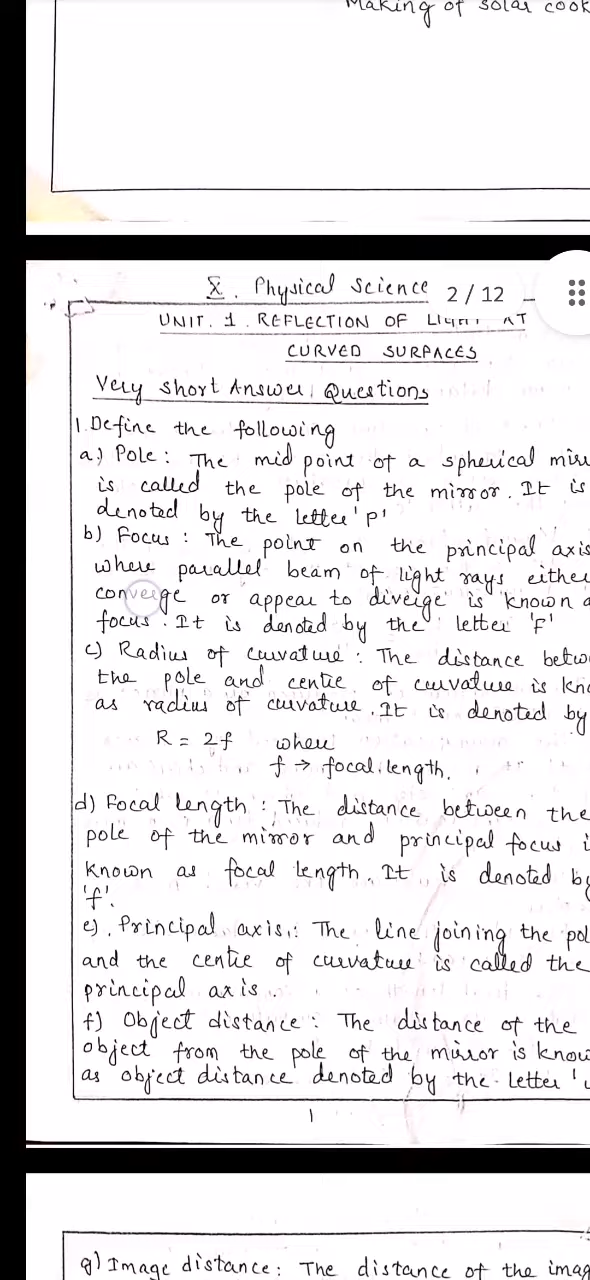 Making of solar cook
X. Physical Science 2 / 12
UNIT. 1. REFLECTION OF LIGHT AT
CURVED SURFACES
Very short Answer Questions
1. Define the following
a) Pole : The mid point of a spherical mirr
is called the pole of the mirror. It is
denoted by the letter 'P'
b) Focus : The point on the principal axis
where parallel beam of light rays either
converge or appear to diverge is known a
focus. It is denoted by the letter 'F'
c) Radius of curvature : The distance betwe
the pole and centre of curvature is kno
as radius of curvature. It is denoted by
R = 2f where
f → focal length.
d) Focal length : The distance between the
pole of the mirror and principal focus i
known as focal length. It is denoted by
'f'.
e). Principal axis : The line joining the pol
and the centre of curvature is called the
principal axis.
f) Object distance : The distance of the
object from the pole of the mirror is know
as object distance denoted by the letter 'u
1
g) Image distance : The distance of the imag